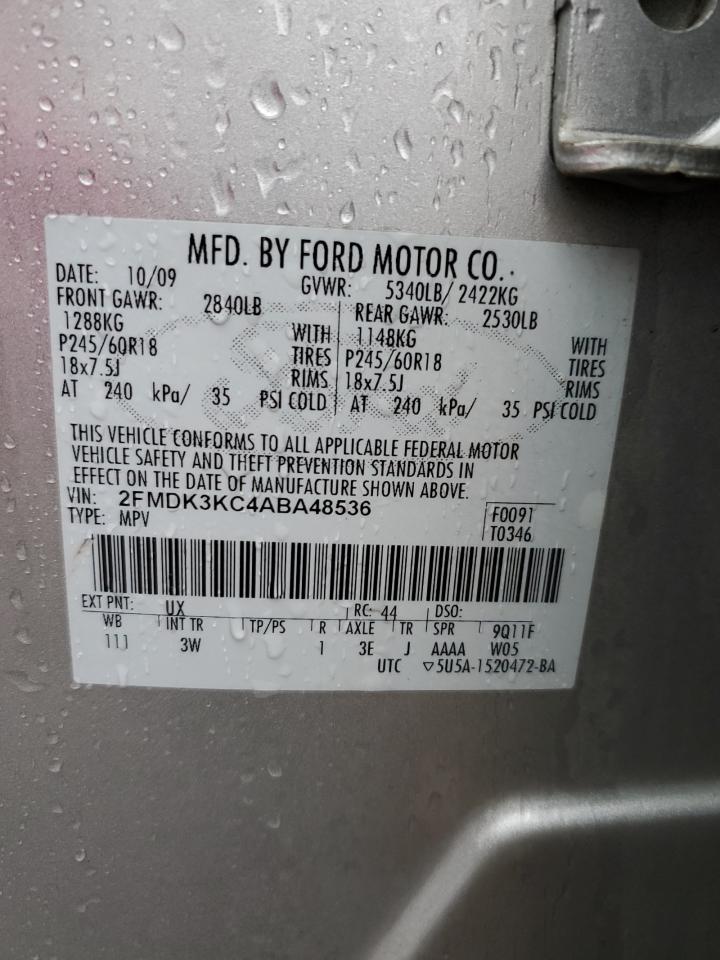 MFD. BY FORD MOTOR CO.
DATE: 10/09 GVWR: 5340LB/ 2422KG
FRONT GAWR: 2840LB REAR GAWR: 2530LB
1288KG WITH 1148KG WITH
P245/60R18 TIRES P245/60R18 TIRES
18x7.5J RIMS 18x7.5J RIMS
AT 240 kPa/ 35 PSI COLD AT 240 kPa/ 35 PSI COLD
THIS VEHICLE CONFORMS TO ALL APPLICABLE FEDERAL MOTOR
VEHICLE SAFETY AND THEFT PREVENTION STANDARDS IN
EFFECT ON THE DATE OF MANUFACTURE SHOWN ABOVE.
VIN: 2FMDK3KC4ABA48536 F0091
TYPE: MPV T0346
EXT PNT: UX RC: 44 DSO:
WB INT TR TP/PS R AXLE TR SPR 9Q11F
111 3W 1 3E J AAAA W05
UTC ▽5U5A-1520472-BA